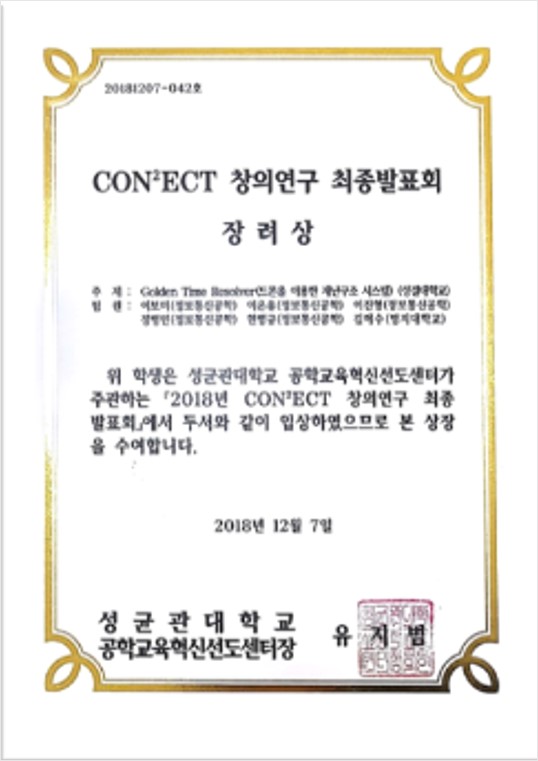 20181207-042호
CON²ECT 창의연구 최종발표회
장 려 상
주 제 : Golden Time Resolver(드론을 이용한 재난구조 시스템) (성결대학교)
팀 원 : 이보미(정보통신공학) 이은유(정보통신공학) 이진형(정보통신공학)
정병민(정보통신공학) 한병규(정보통신공학) 김해수(명지대학교)
위 학생은 성균관대학교 공학교육혁신선도센터가
주관하는 「2018년 CON²ECT 창의연구 최종
발표회」에서 두서와 같이 입상하였으므로 본 상장
을 수여합니다.
2018년 12월 7일
성 균 관 대 학 교
공학교육혁신선도센터장 유 지 범